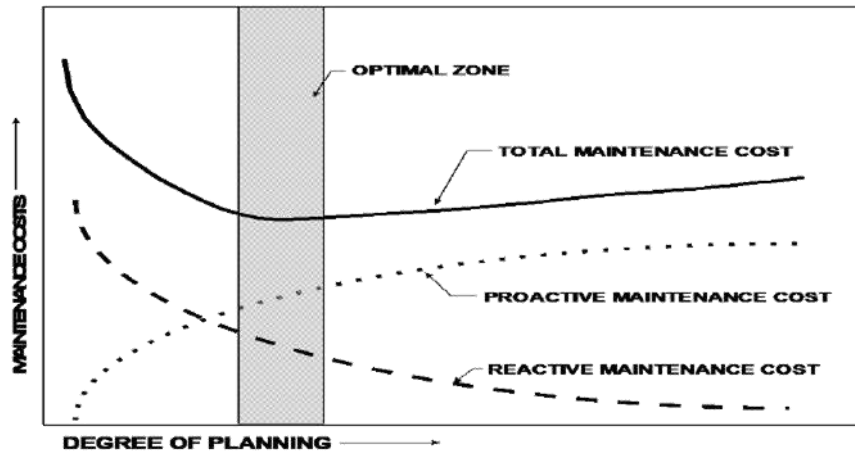 OPTIMAL ZONE
TOTAL MAINTENANCE COST
PROACTIVE MAINTENANCE COST
REACTIVE MAINTENANCE COST
MAINTENANCE COSTS
DEGREE OF PLANNING